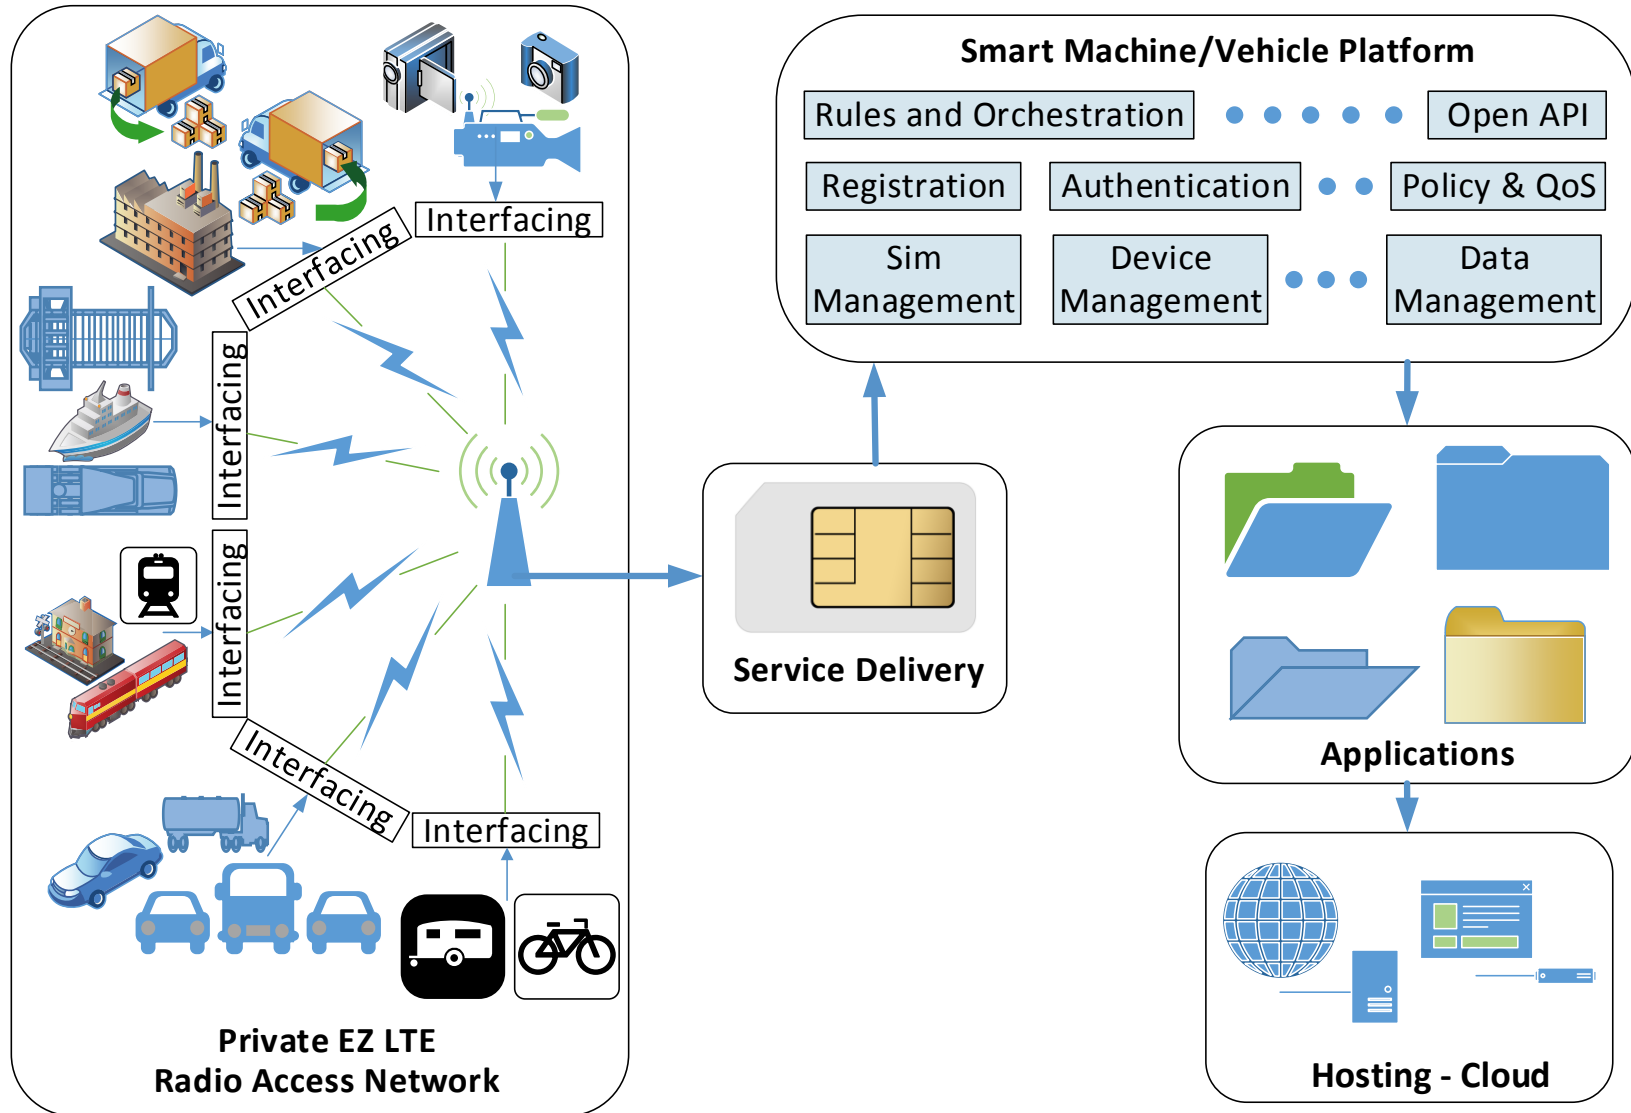 Interfacing
Interfacing
Interfacing
Interfacing
Interfacing
Interfacing
Private EZ LTE
Radio Access Network
Service Delivery
Smart Machine/Vehicle Platform
Rules and Orchestration
Open API
Registration
Authentication
Policy & QoS
Sim
Management
Device
Management
Data
Management
Applications
Hosting - Cloud